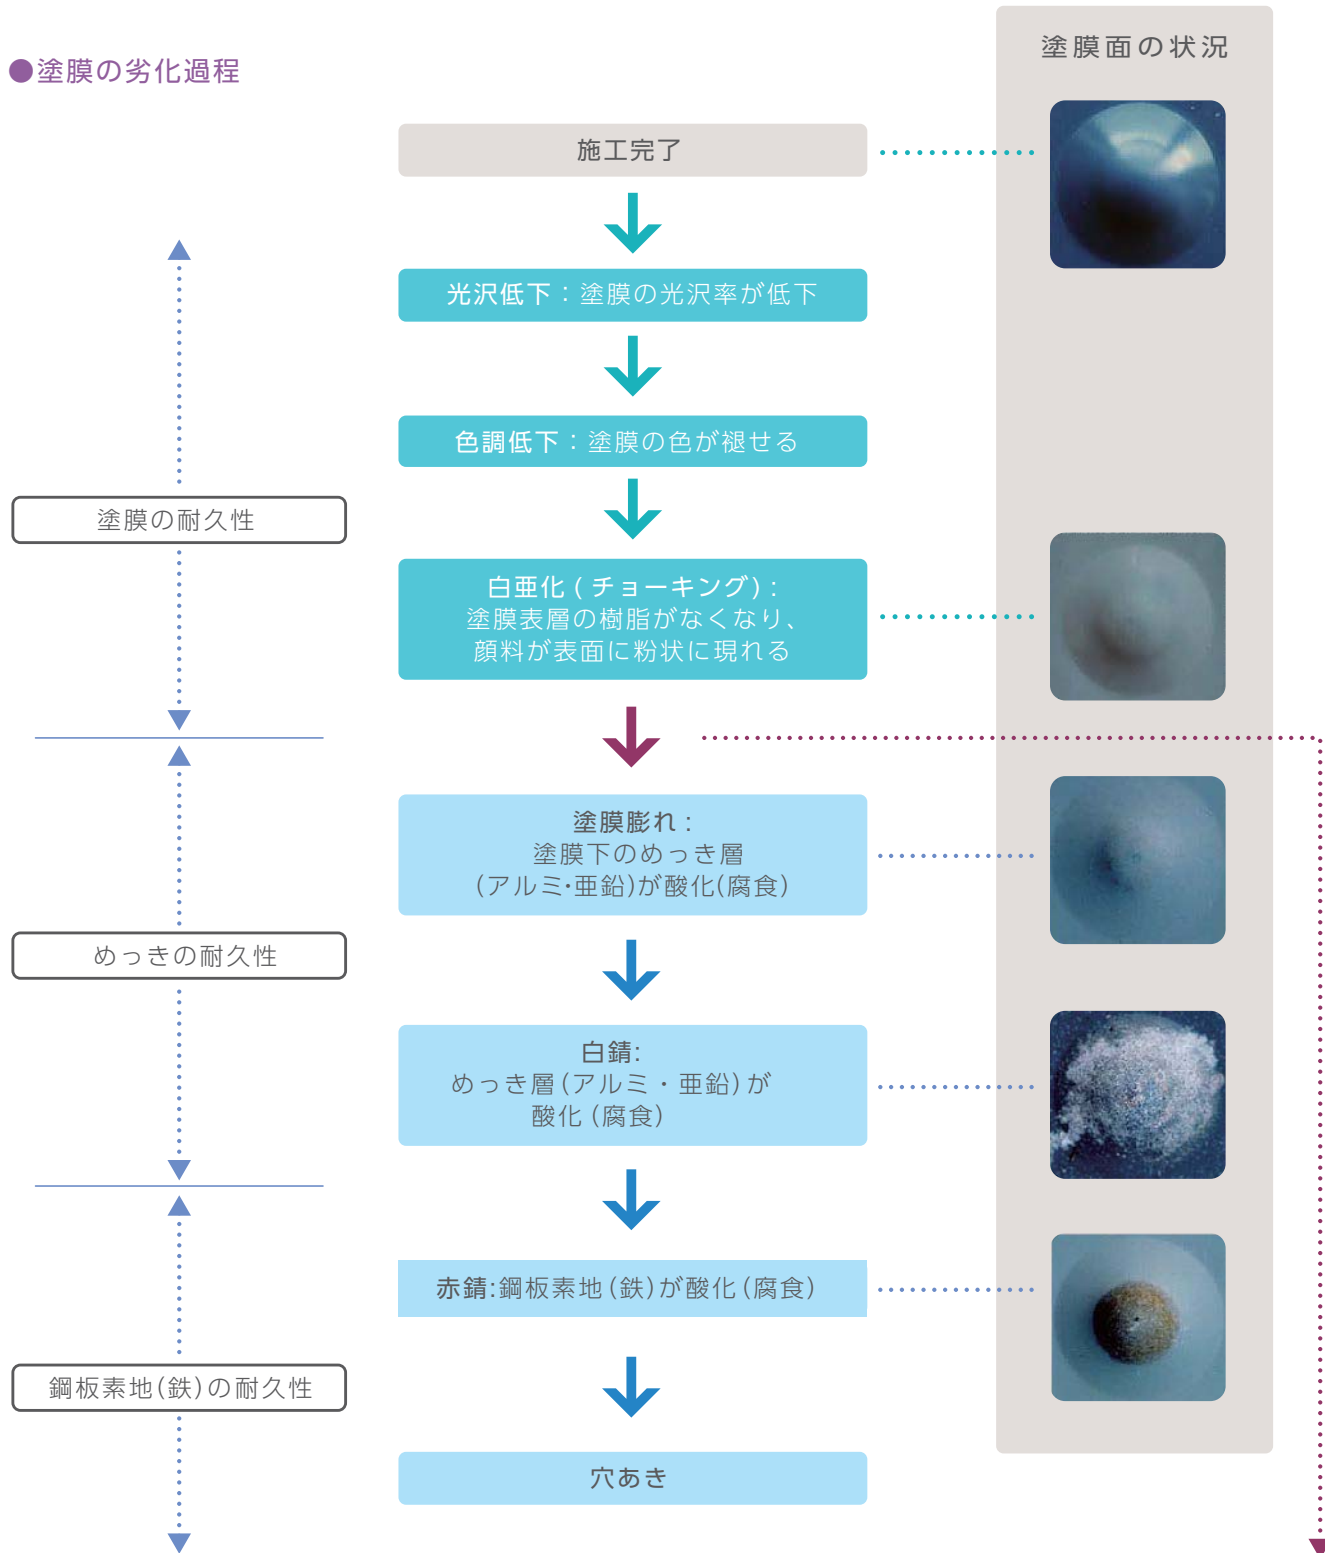 ●塗膜の劣化過程
塗膜面の状況
施工完了
光沢低下：塗膜の光沢率が低下
色調低下：塗膜の色が褪せる
塗膜の耐久性
白亜化(チョーキング)：
塗膜表層の樹脂がなくなり、
顔料が表面に粉状に現れる
塗膜膨れ：
塗膜下のめっき層
(アルミ・亜鉛)が酸化(腐食)
めっきの耐久性
白錆:
めっき層(アルミ・亜鉛)が
酸化(腐食)
赤錆:鋼板素地(鉄)が酸化(腐食)
鋼板素地(鉄)の耐久性
穴あき